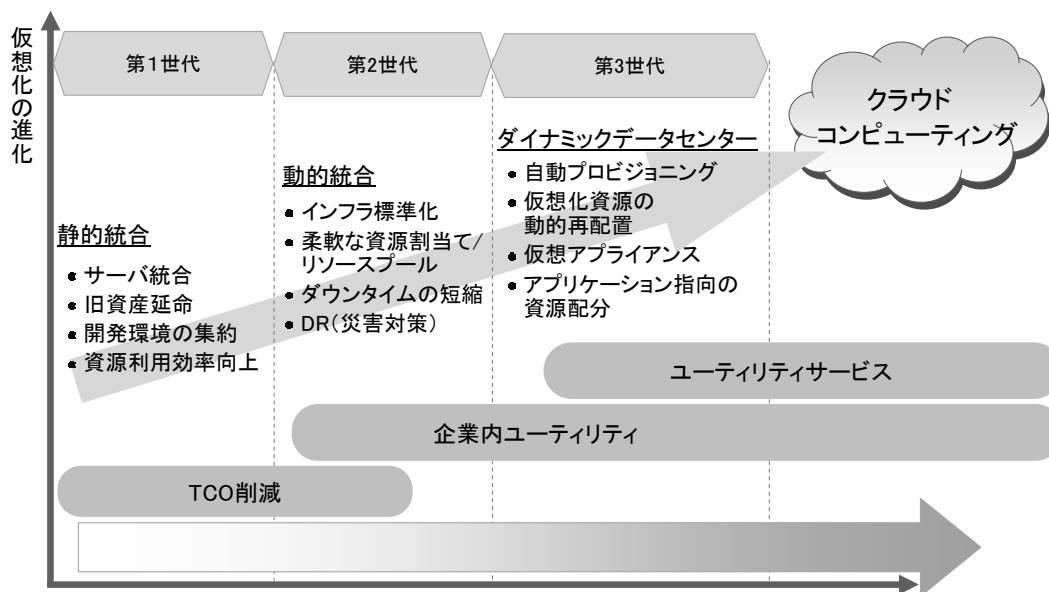 仮想化の進化
第1世代
第2世代
第3世代
クラウド
コンピューティング
静的統合
• サーバ統合
• 旧資産延命
• 開発環境の集約
• 資源利用効率向上
動的統合
• インフラ標準化
• 柔軟な資源割当て/
リソースプール
• ダウンタイムの短縮
• DR(災害対策)
ダイナミックデータセンター
• 自動プロビジョニング
• 仮想化資源の
動的再配置
• 仮想アプライアンス
• アプリケーション指向の
資源配分
ユーティリティサービス
企業内ユーティリティ
TCO削減